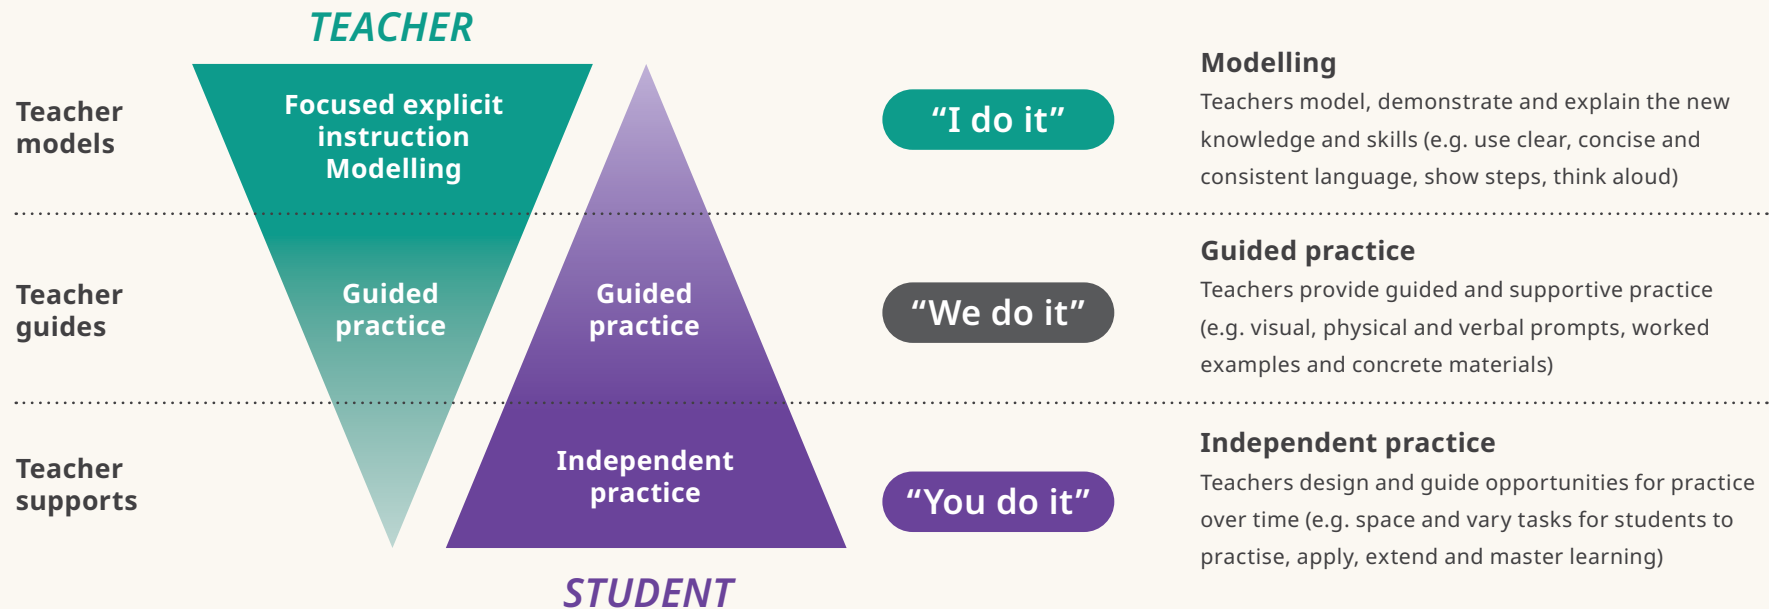 TEACHER
Teacher
models
Focused explicit
instruction
Modelling
“I do it”
Modelling
Teachers model, demonstrate and explain the new
knowledge and skills (e.g. use clear, concise and
consistent language, show steps, think aloud)
Teacher
guides
Guided
practice
Guided
practice
“We do it”
Guided practice
Teachers provide guided and supportive practice
(e.g. visual, physical and verbal prompts, worked
examples and concrete materials)
Teacher
supports
Independent
practice
“You do it”
Independent practice
Teachers design and guide opportunities for practice
over time (e.g. space and vary tasks for students to
practise, apply, extend and master learning)
STUDENT